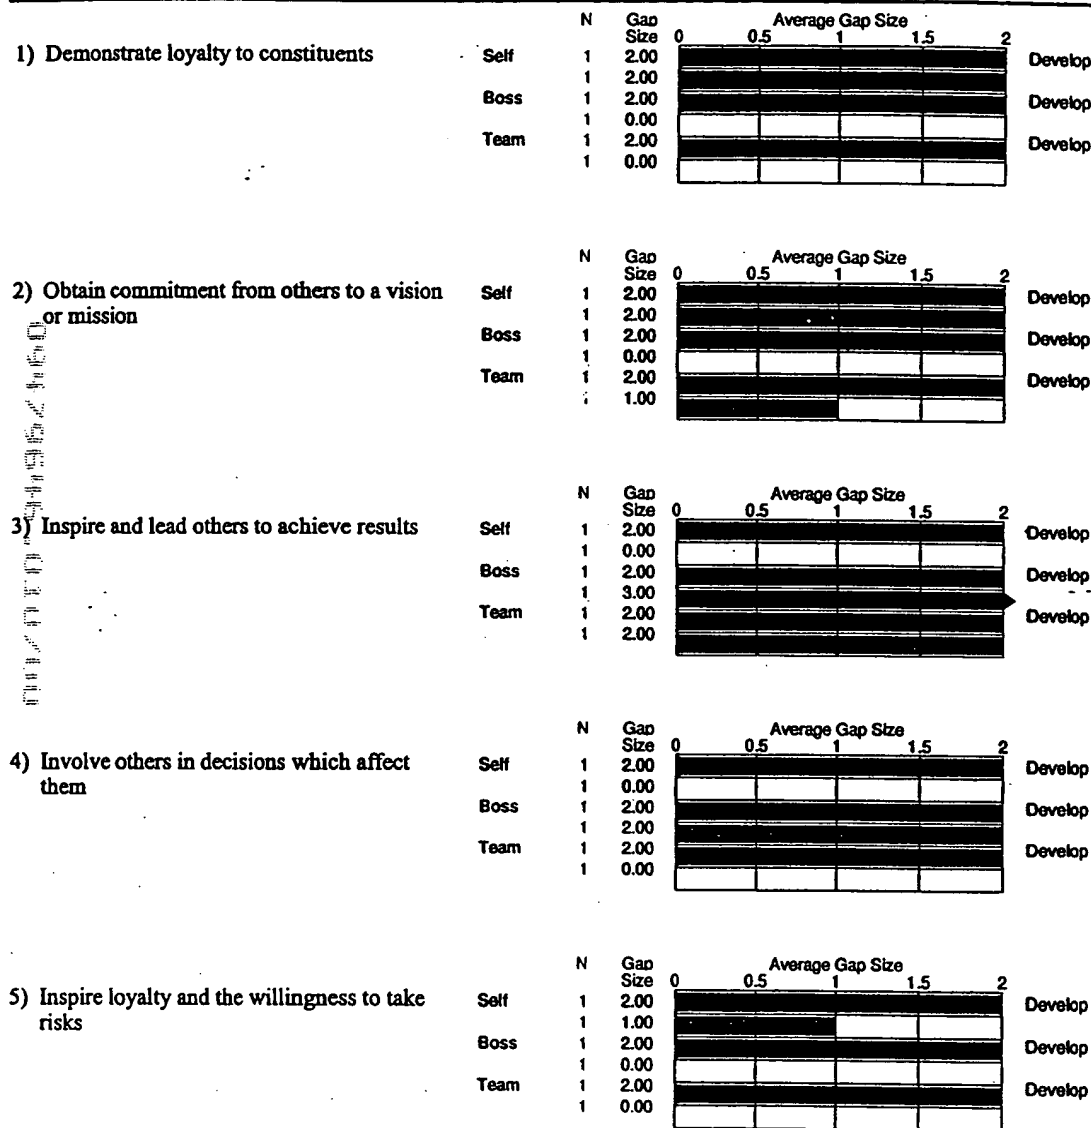 N Gap Average Gap Size
Size 0 0.5 1 1.5 2
1) Demonstrate loyalty to constituents Self 1 2.00 Develop
1 2.00
Boss 1 2.00 Develop
1 0.00
Team 1 2.00 Develop
1 0.00
N Gap Average Gap Size
Size 0 0.5 1 1.5 2
2) Obtain commitment from others to a vision Self 1 2.00 Develop
or mission 1 2.00
Boss 1 2.00 Develop
1 0.00
Team 1 2.00 Develop
1.00
N Gap Average Gap Size
Size 0 0.5 1 1.5 2
3) Inspire and lead others to achieve results Self 1 2.00 Develop
1 0.00
Boss 1 2.00 Develop
1 3.00
Team 1 2.00 Develop
1 2.00
N Gap Average Gap Size
Size 0 0.5 1 1.5 2
4) Involve others in decisions which affect Self 1 2.00 Develop
them 1 0.00
Boss 1 2.00 Develop
1 2.00
Team 1 2.00 Develop
1 0.00
N Gap Average Gap Size
Size 0 0.5 1 1.5 2
5) Inspire loyalty and the willingness to take Self 1 2.00 Develop
risks 1 1.00
Boss 1 2.00 Develop
1 0.00
Team 1 2.00 Develop
1 0.00